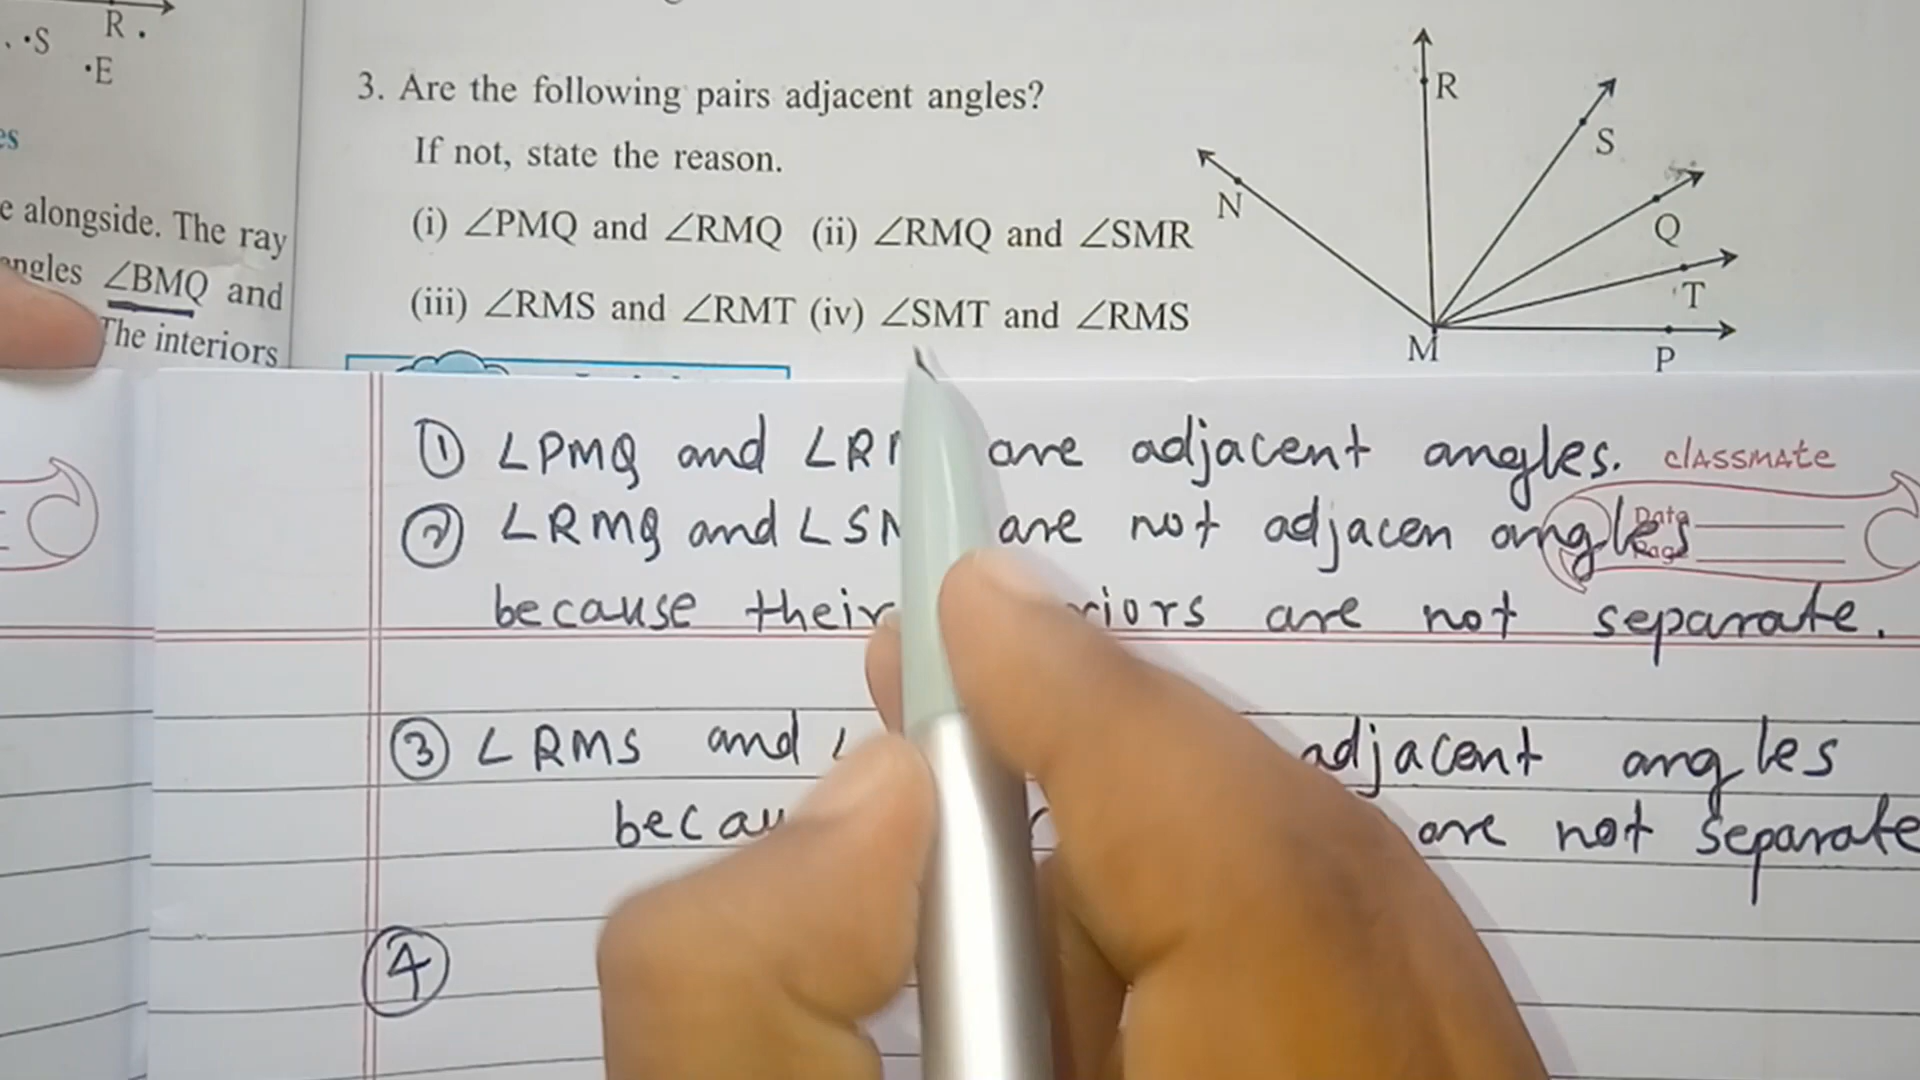 R.
.S
.E
es
e alongside. The ray
angles ∠BMQ and
The interiors
3. Are the following pairs adjacent angles?
If not, state the reason.
(i) ∠PMQ and ∠RMQ (ii) ∠RMQ and ∠SMR
(iii) ∠RMS and ∠RMT (iv) ∠SMT and ∠RMS
R
S
N
Q
T
M
P
① ∠PMQ and ∠R are adjacent angles.
classmate
Date
Page
② ∠RMQ and ∠S are not adjacen angles
because their riors are not separate.
③ ∠RMS and ∠ adjacent angles
becau are not separate
④